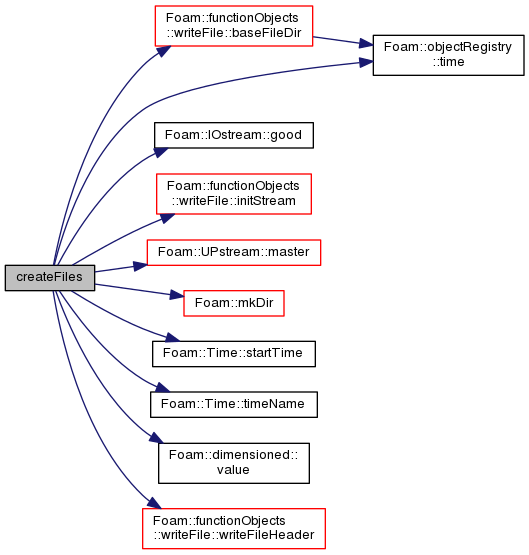 Foam::functionObjects
::writeFile::baseFileDir
Foam::objectRegistry
::time
Foam::IOstream::good
Foam::functionObjects
::writeFile::initStream
Foam::UPstream::master
createFiles
Foam::mkDir
Foam::Time::startTime
Foam::Time::timeName
Foam::dimensioned::
value
Foam::functionObjects
::writeFile::writeFileHeader